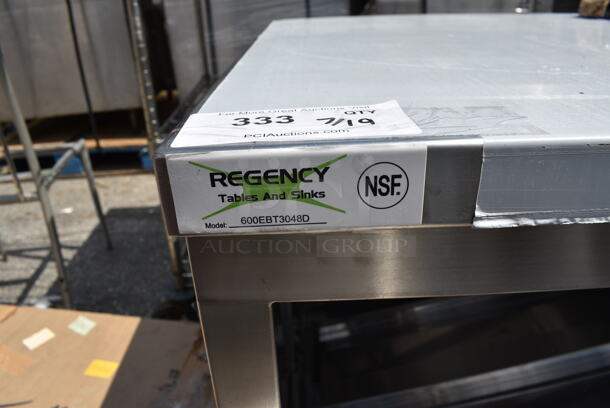 For More Great Auctions Visit
333 QTY 7/19
PCIAuctions.com
REGENCY
Tables And Sinks
NSF.
Model: 600EBT3048D
AUCTION GROUP